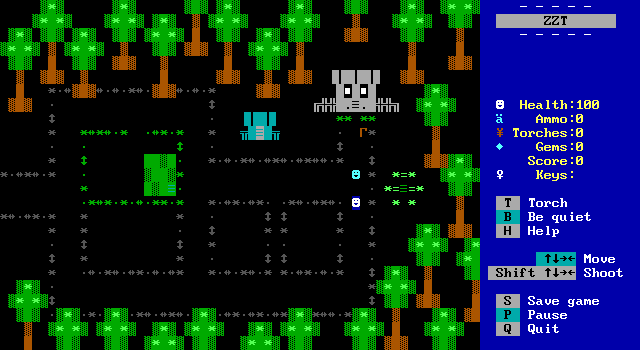 ZZT
Health:100
Ammo:0
Torches:0
Gems:0
Score:0
Keys:
T Torch
B Be quiet
H Help
↑↓→← Move
Shift ↑↓→← Shoot
S Save game
P Pause
Q Quit